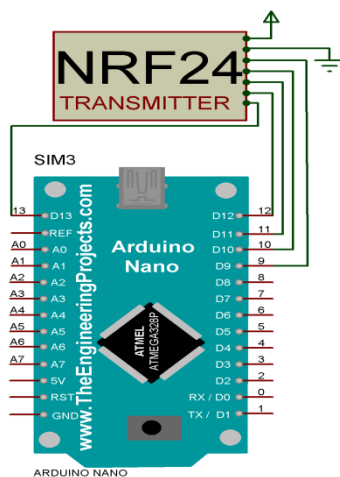 NRF24
TRANSMITTER
SIM3
www.TheEngineeringProjects.com
Arduino
Nano
ATMEL
ATMEGA328P
13 D13
REF
A0 A0
A1 A1
A2 A2
A3 A3
A4 A4
A5 A5
A6 A6
A7 A7
5V
RST
GND
D12 12
D11 11
D10 10
D9 9
D8 8
D7 7
D6 6
D5 5
D4 4
D3 3
D2 2
RX / D0 0
TX / D1 1
ARDUINO NANO